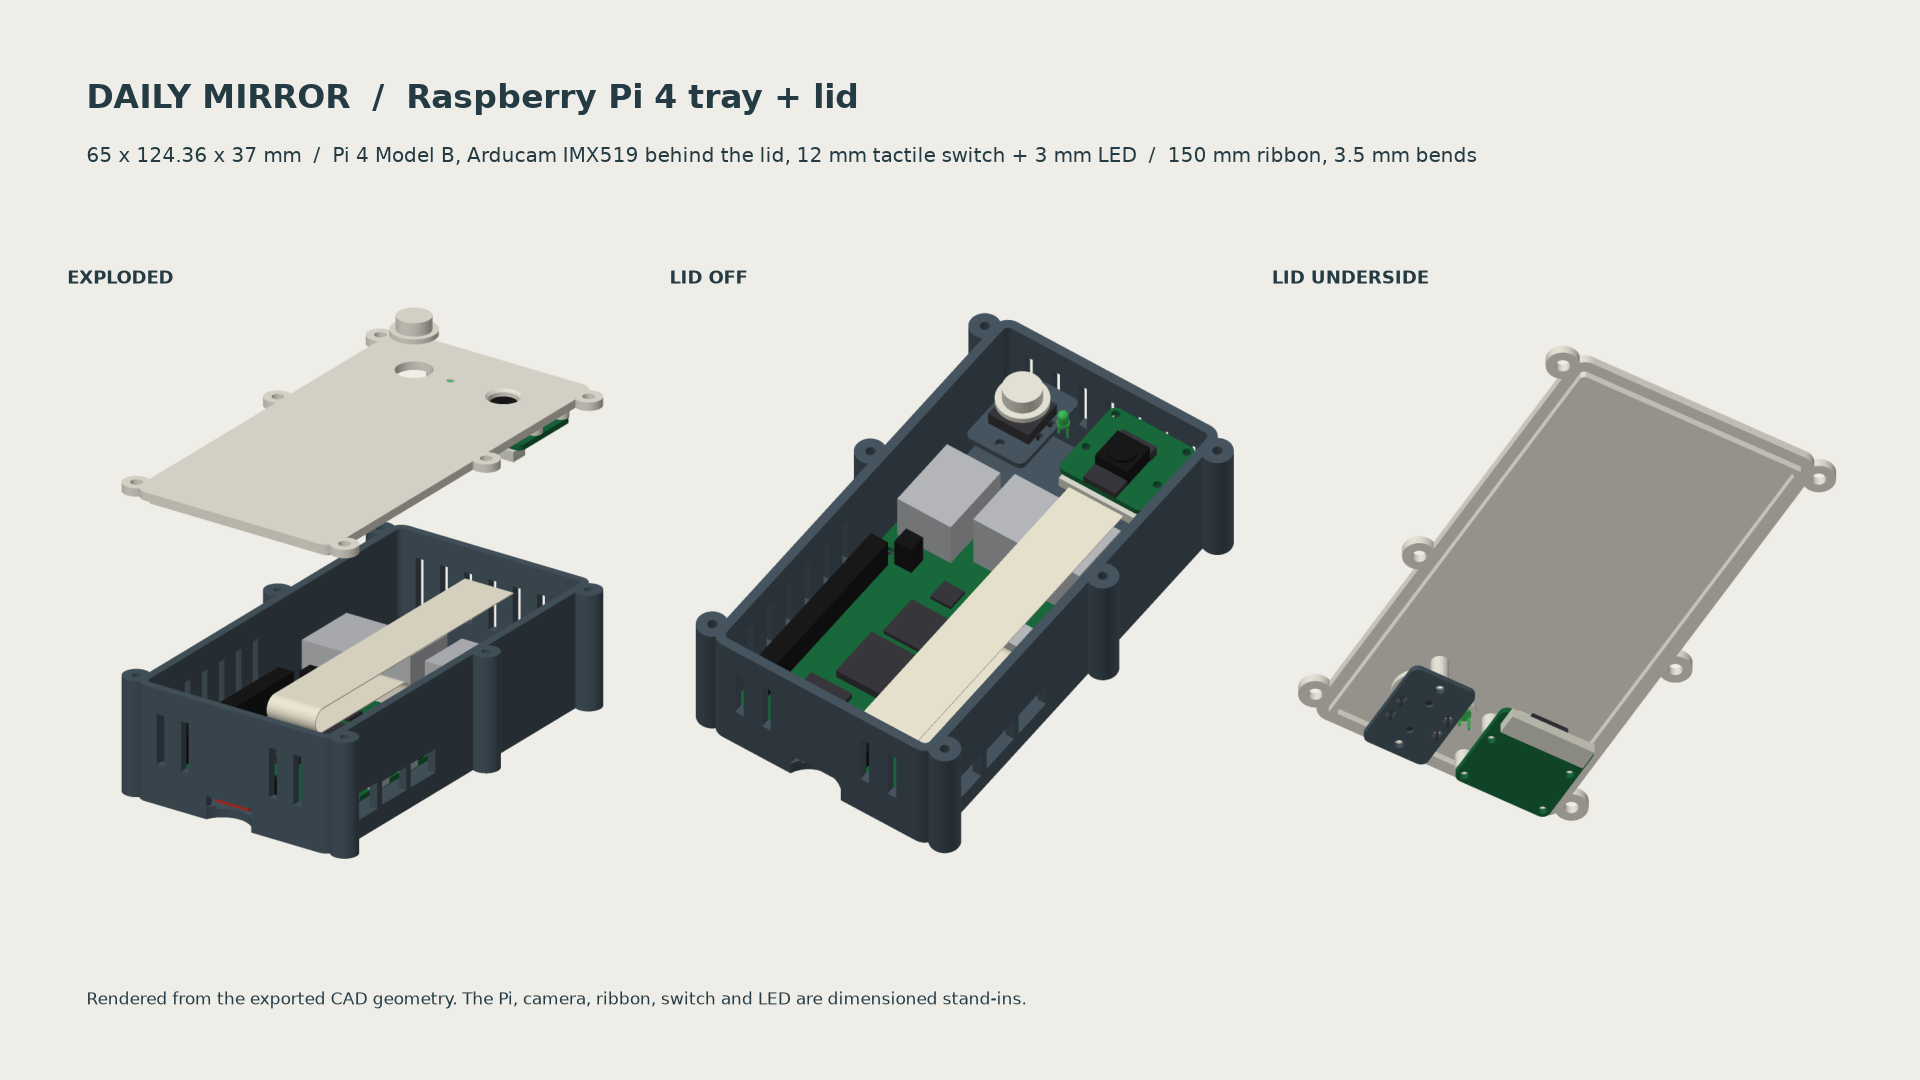 DAILY MIRROR / Raspberry Pi 4 tray + lid
65 x 124.36 x 37 mm / Pi 4 Model B, Arducam IMX519 behind the lid, 12 mm tactile switch + 3 mm LED / 150 mm ribbon, 3.5 mm bends
EXPLODED
LID OFF
LID UNDERSIDE
Rendered from the exported CAD geometry. The Pi, camera, ribbon, switch and LED are dimensioned stand-ins.